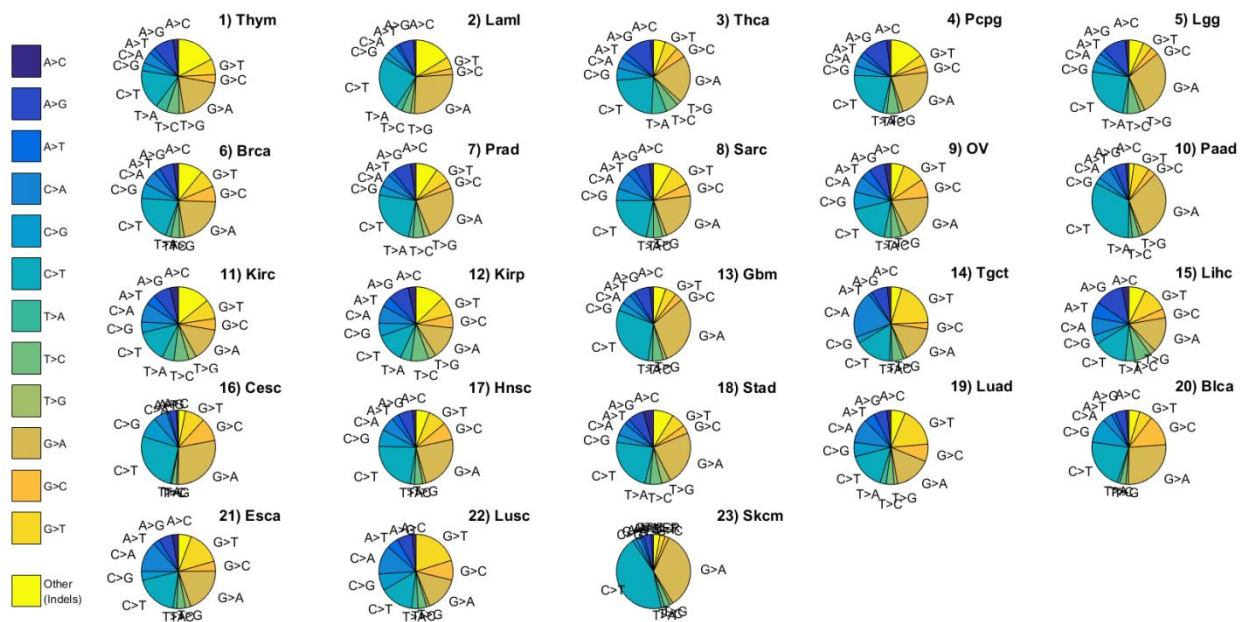 A>C
A>G
A>T
C>A
C>G
C>T
T>A
T>C
T>G
G>A
G>C
G>T
Other
(Indels)
1) Thym
A>C
A>G
A>T
C>A
C>G
C>T
T>A
T>C
T>G
G>A
G>C
G>T
2) Laml
A>C
A>G
A>T
C>A
C>G
C>T
T>A
T>C
T>G
G>A
G>C
G>T
3) Thca
A>C
A>G
A>T
C>A
C>G
C>T
T>A
T>C
T>G
G>A
G>C
G>T
4) Pcpg
A>C
A>G
A>T
C>A
C>G
C>T
G>A
G>C
G>T
5) Lgg
A>C
A>G
A>T
C>A
C>G
C>T
T>A
T>C
T>G
G>A
G>C
G>T
6) Brca
A>C
A>G
A>T
C>A
C>G
C>T
G>A
G>C
G>T
7) Prad
A>C
A>G
A>T
C>A
C>G
C>T
T>A
T>C
T>G
G>A
G>C
G>T
8) Sarc
A>C
A>G
A>T
C>A
C>G
C>T
T>G
G>A
G>C
G>T
9) OV
A>C
A>G
A>T
C>A
C>G
C>T
T>G
G>A
G>C
G>T
10) Paad
A>C
A>G
A>T
C>A
C>G
C>T
T>A
T>C
T>G
G>A
G>C
G>T
11) Kirc
A>C
A>G
A>T
C>A
C>G
C>T
T>A
T>C
T>G
G>A
G>C
G>T
12) Kirp
A>C
A>G
A>T
C>A
C>G
C>T
T>A
T>C
T>G
G>A
G>C
G>T
13) Gbm
A>C
A>G
A>T
C>A
C>G
C>T
T>G
G>A
G>C
G>T
14) Tgct
A>C
A>G
A>T
C>A
C>G
C>T
T>G
G>A
G>C
G>T
15) Lihc
A>C
A>G
A>T
C>A
C>G
C>T
T>A
T>C
T>G
G>A
G>C
G>T
16) Cesc
C>G
C>T
G>A
G>C
G>T
17) Hnsc
A>C
A>G
A>T
C>A
C>G
C>T
T>G
G>A
G>C
G>T
18) Stad
A>C
A>G
A>T
C>A
C>G
C>T
T>A
T>C
T>G
G>A
G>C
G>T
19) Luad
A>C
A>G
A>T
C>A
C>G
C>T
T>A
T>C
T>G
G>A
G>C
G>T
20) Blca
A>C
A>G
A>T
C>A
C>G
C>T
G>A
G>C
G>T
21) Esca
A>C
A>G
A>T
C>A
C>G
C>T
T>G
G>A
G>C
G>T
22) Lusc
A>C
A>G
A>T
C>A
C>G
C>T
T>G
G>A
G>C
G>T
23) Skcm
C>T
T>G
G>A